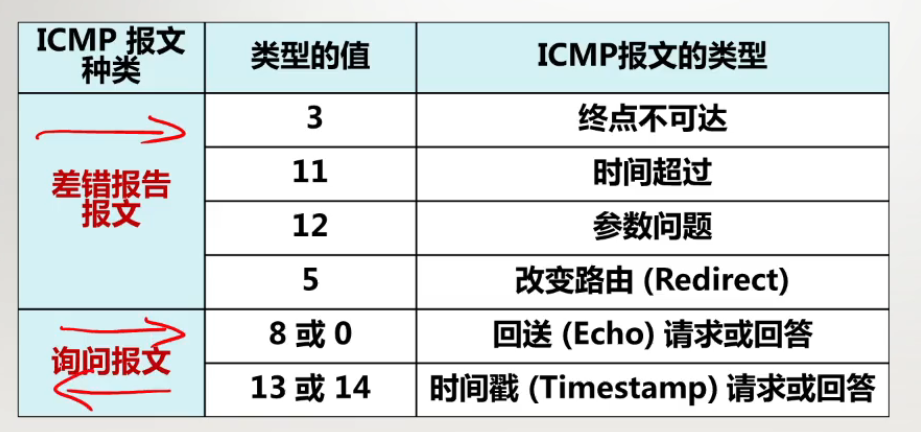 ICMP 报文
种类
类型的值
ICMP报文的类型
差错报告
报文
3
终点不可达
11
时间超过
12
参数问题
5
改变路由 (Redirect)
询问报文
8 或 0
回送 (Echo) 请求或回答
13 或 14
时间戳 (Timestamp) 请求或回答